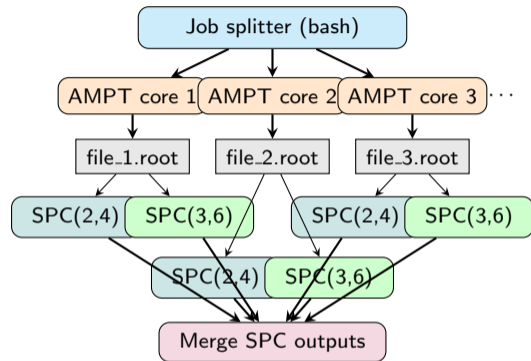 Job splitter (bash)
AMPT core 1 AMPT core 2 AMPT core 3 ...
file_1.root file_2.root file_3.root
SPC(2,4) SPC(3,6) SPC(2,4) SPC(3,6)
SPC(2,4) SPC(3,6)
Merge SPC outputs